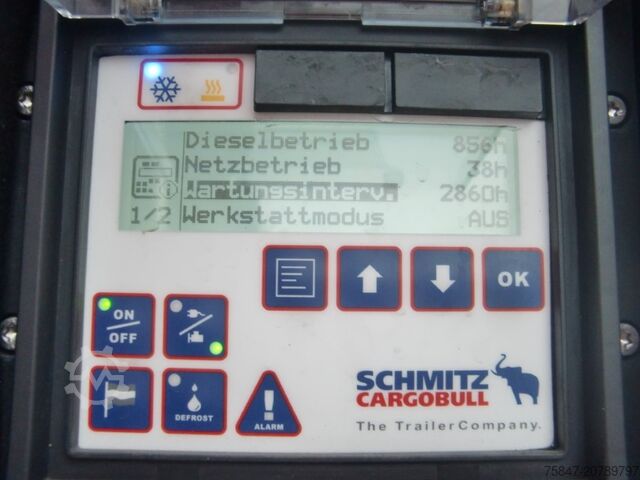 Dieselbetrieb 856h
Netzbetrieb 38h
Wartungsinterv. 2860h
1/2 Werkstattmodus AUS
OK
ON
OFF
DEFROST
ALARM
SCHMITZ
CARGOBULL
The TrailerCompany.
75847-20789797